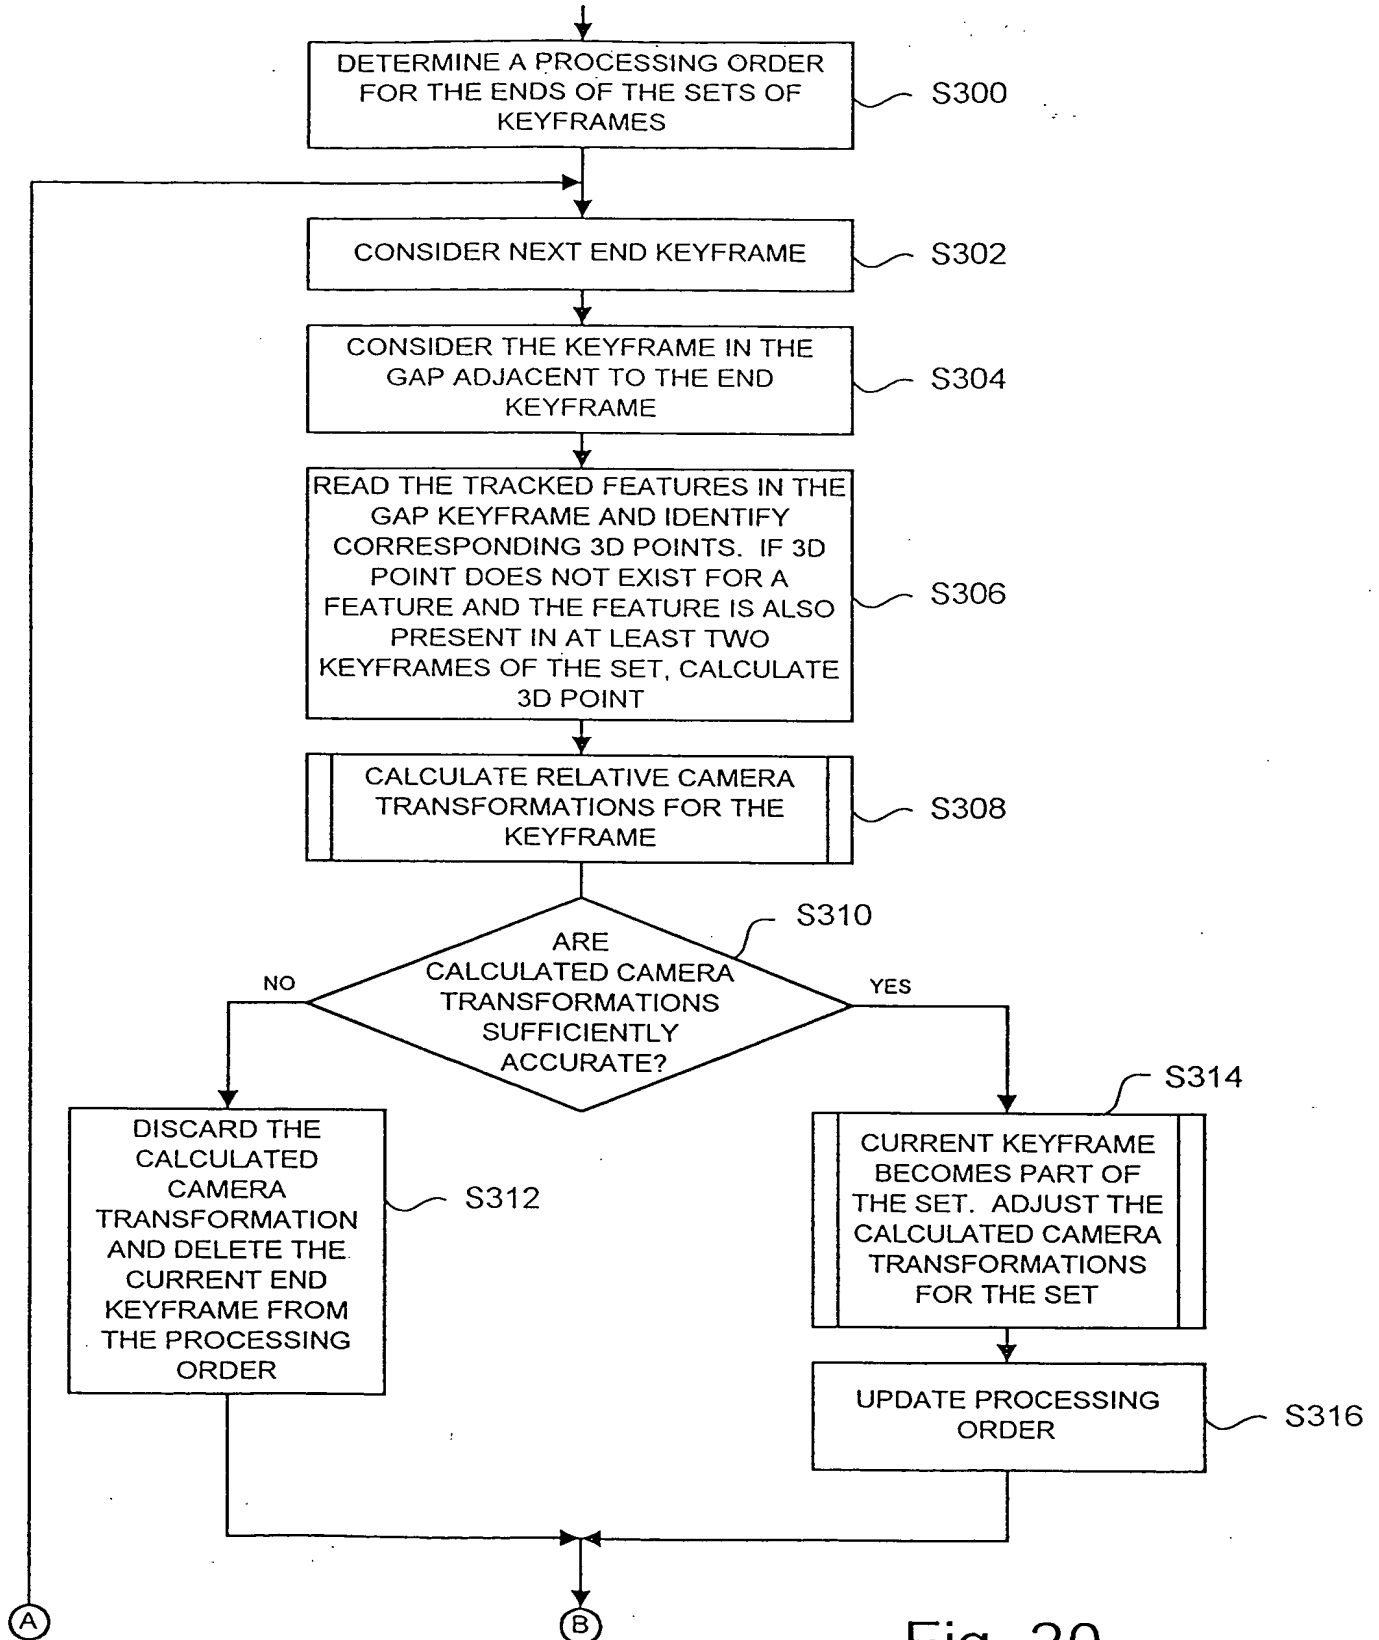 DETERMINE A PROCESSING ORDER
FOR THE ENDS OF THE SETS OF
KEYFRAMES
S300
CONSIDER NEXT END KEYFRAME
S302
CONSIDER THE KEYFRAME IN THE
GAP ADJACENT TO THE END
KEYFRAME
S304
READ THE TRACKED FEATURES IN THE
GAP KEYFRAME AND IDENTIFY
CORRESPONDING 3D POINTS. IF 3D
POINT DOES NOT EXIST FOR A
FEATURE AND THE FEATURE IS ALSO
PRESENT IN AT LEAST TWO
KEYFRAMES OF THE SET, CALCULATE
3D POINT
S306
CALCULATE RELATIVE CAMERA
TRANSFORMATIONS FOR THE
KEYFRAME
S308
ARE
CALCULATED CAMERA
TRANSFORMATIONS
SUFFICIENTLY
ACCURATE?
S310
NO
YES
DISCARD THE
CALCULATED
CAMERA
TRANSFORMATION
AND DELETE THE
CURRENT END
KEYFRAME FROM
THE PROCESSING
ORDER
S312
CURRENT KEYFRAME
BECOMES PART OF
THE SET. ADJUST THE
CALCULATED CAMERA
TRANSFORMATIONS
FOR THE SET
S314
UPDATE PROCESSING
ORDER
S316
A
B
Fig. 20